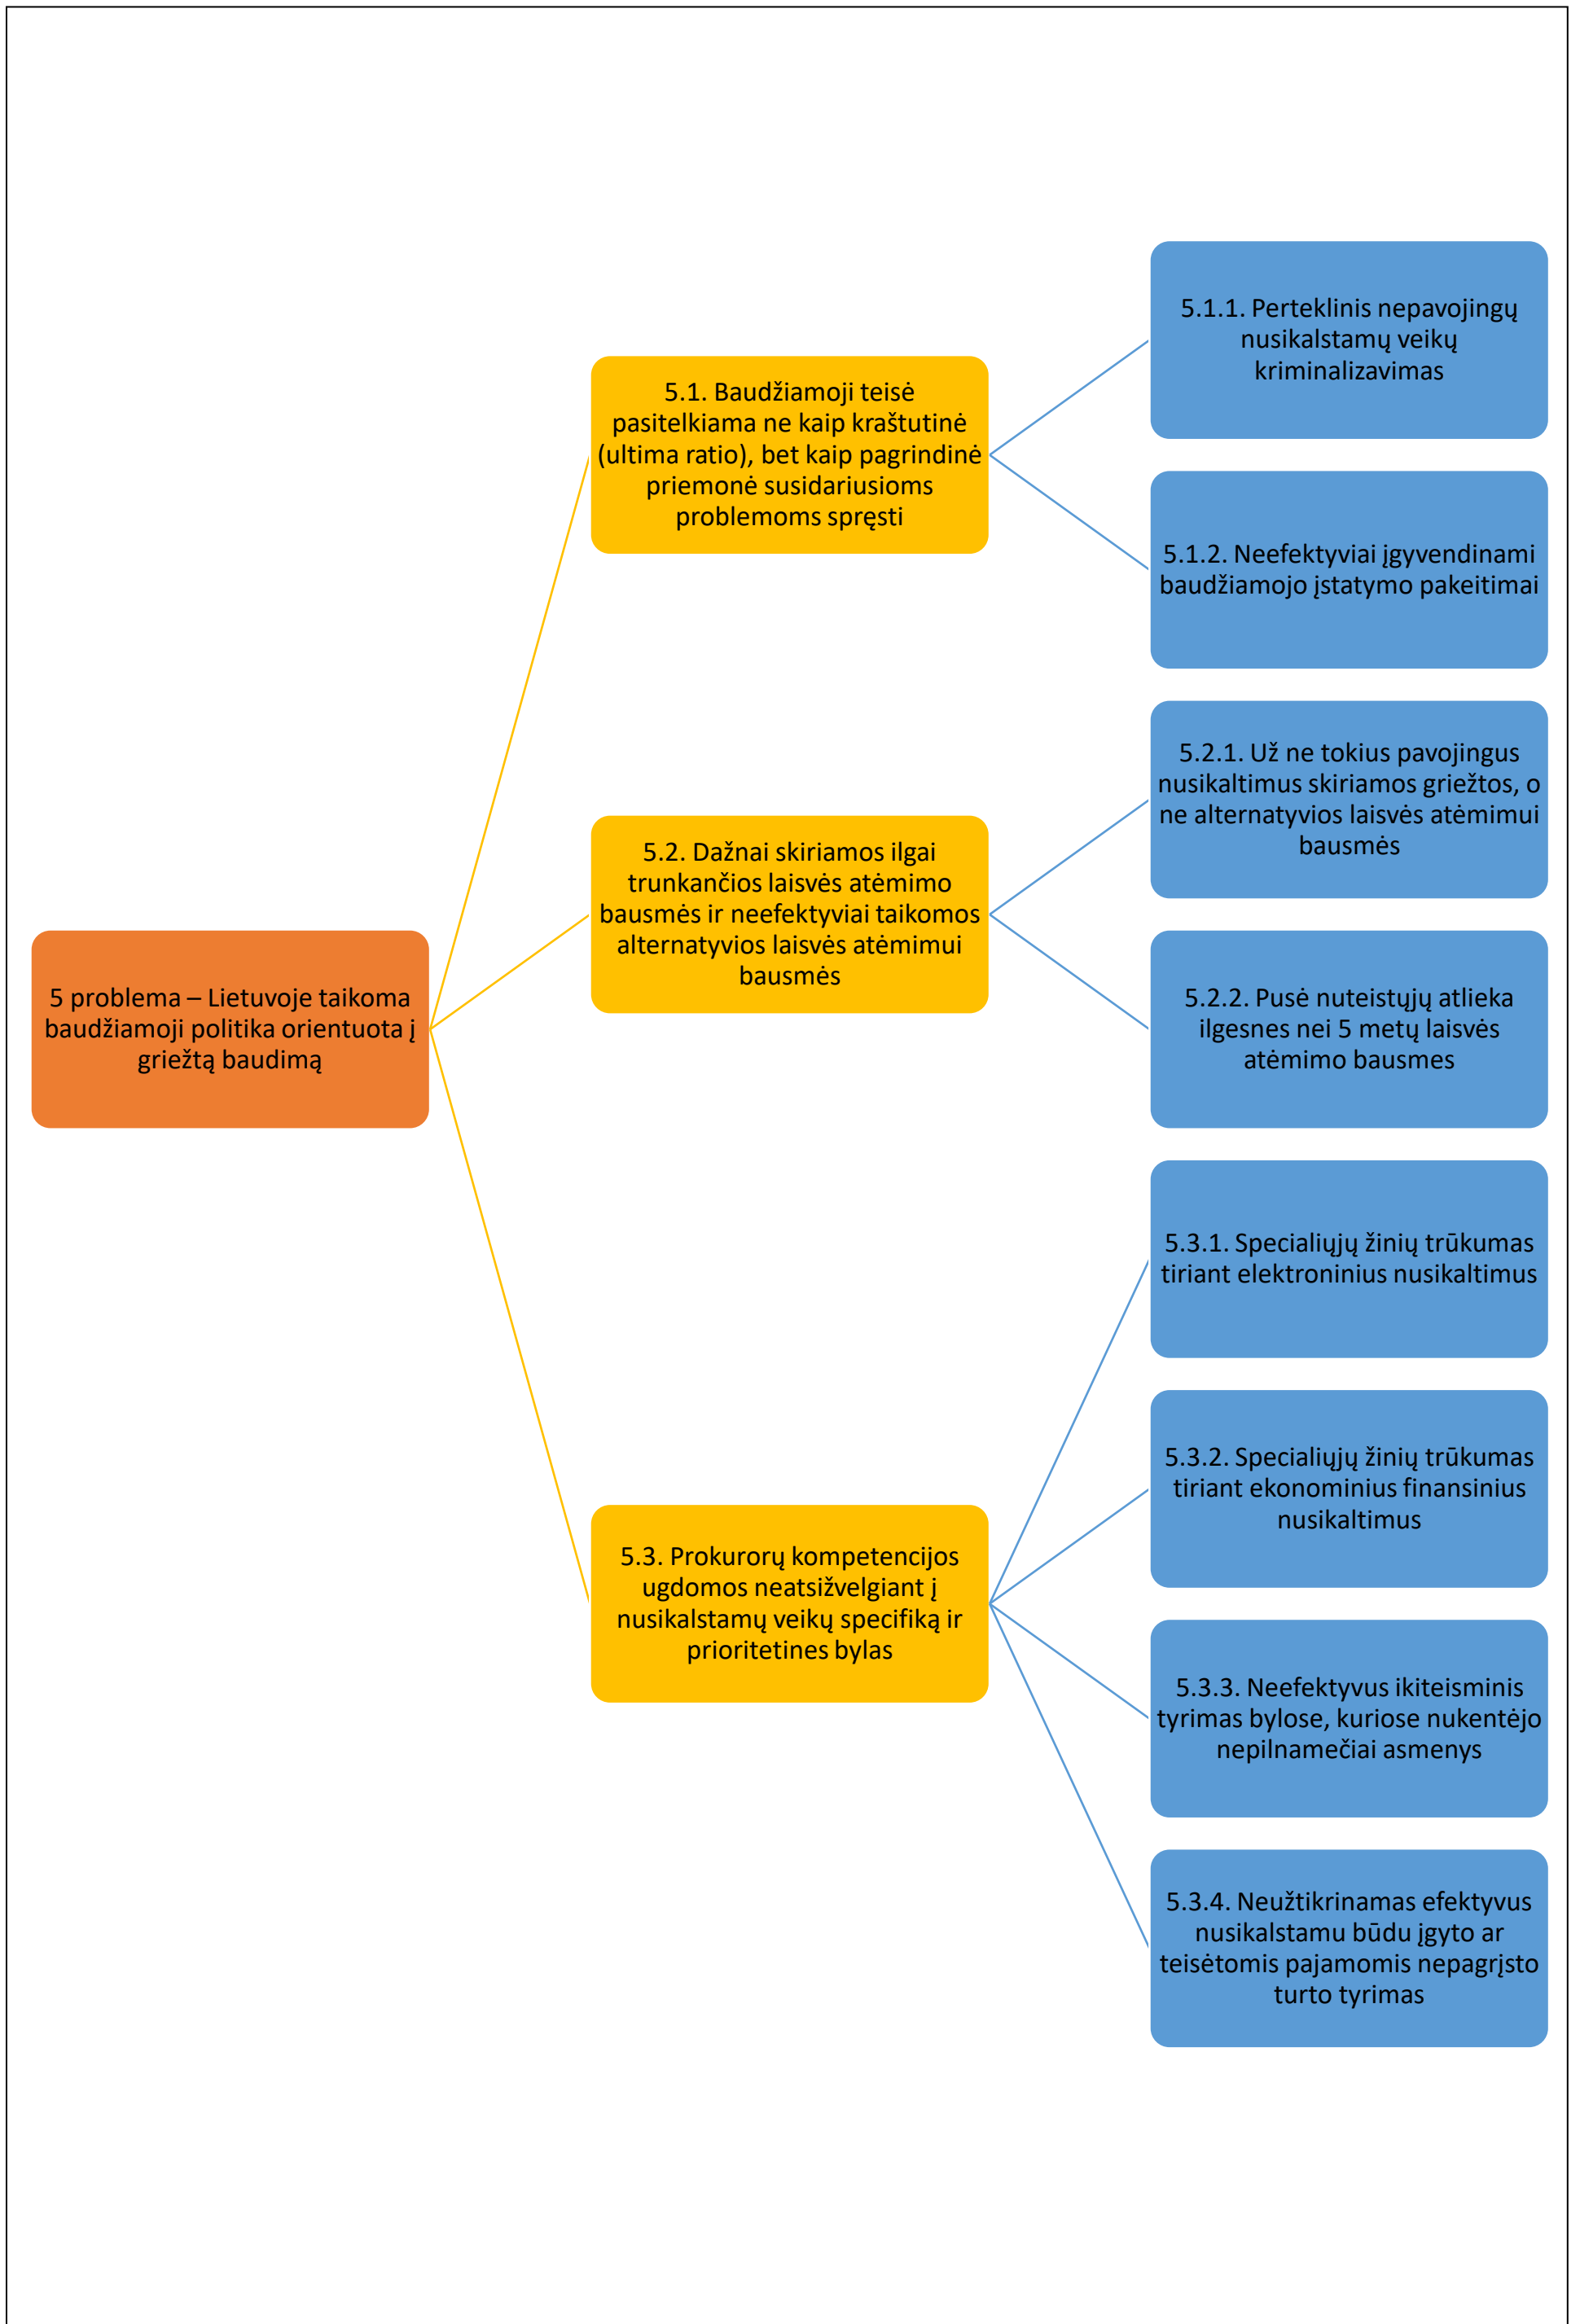 5 problema – Lietuvoje taikoma
baudžiamoji politika orientuota į
griežtą baudimą
5.1. Baudžiamoji teisė
pasitelkiama ne kaip kraštutinė
(ultima ratio), bet kaip pagrindinė
priemonė susidariusioms
problemoms spręsti
5.1.1. Perteklinis nepavojingų
nusikalstamų veikų
kriminalizavimas
5.1.2. Neefektyviai įgyvendinami
baudžiamojo įstatymo pakeitimai
5.2. Dažnai skiriamos ilgai
trunkančios laisvės atėmimo
bausmės ir neefektyviai taikomos
alternatyvios laisvės atėmimui
bausmės
5.2.1. Už ne tokius pavojingus
nusikaltimus skiriamos griežtos, o
ne alternatyvios laisvės atėmimui
bausmės
5.2.2. Pusė nuteistųjų atlieka
ilgesnes nei 5 metų laisvės
atėmimo bausmes
5.3. Prokurorų kompetencijos
ugdomos neatsižvelgiant į
nusikalstamų veikų specifiką ir
prioritetines bylas
5.3.1. Specialiųjų žinių trūkumas
tiriant elektroninius nusikaltimus
5.3.2. Specialiųjų žinių trūkumas
tiriant ekonominius finansinius
nusikaltimus
5.3.3. Neefektyvus ikiteisminis
tyrimas bylose, kuriose nukentėjo
nepilnamečiai asmenys
5.3.4. Neužtikrinamas efektyvus
nusikalstamu būdu įgyto ar
teisėtomis pajamomis nepagrįsto
turto tyrimas